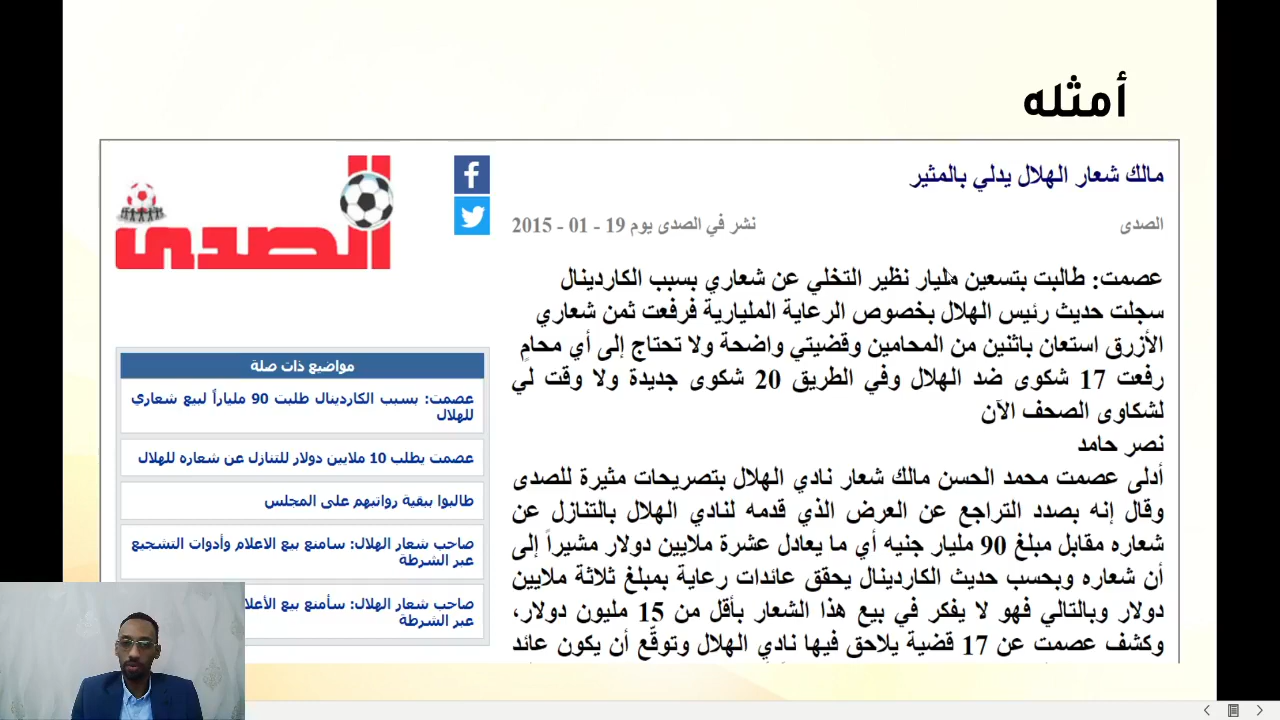 أمثله
مالك شعار الهلال يدلي بالمثير
الصدى
نشر في الصدى يوم 19 - 01 - 2015
عصمت: طالبت بتسعين مليار نظير التخلي عن شعاري بسبب الكاردينال
سجلت حديث رئيس الهلال بخصوص الرعاية المليارية فرفعت ثمن شعاري
الأزرق استعان باثنين من المحامين وقضيتي واضحة ولا تحتاج إلى أي محامٍ
رفعت 17 شكوى ضد الهلال وفي الطريق 20 شكوى جديدة ولا وقت لي
لشكاوى الصحف الآن
نصر حامد
أدلى عصمت محمد الحسن مالك شعار نادي الهلال بتصريحات مثيرة للصدى
وقال إنه بصدد التراجع عن العرض الذي قدمه لنادي الهلال بالتنازل عن
شعاره مقابل مبلغ 90 مليار جنيه أي ما يعادل عشرة ملايين دولار مشيراً إلى
أن شعاره وبحسب حديث الكاردينال يحقق عائدات رعاية بمبلغ ثلاثة ملايين
دولار وبالتالي فهو لا يفكر في بيع هذا الشعار بأقل من 15 مليون دولار،
وكشف عصمت عن 17 قضية يلاحق فيها نادي الهلال وتوقّع أن يكون عائد
الصدى
مواضيع ذات صلة
عصمت: بسبب الكاردينال طلبت 90 ملياراً لبيع شعاري
للهلال
عصمت يطلب 10 ملايين دولار للتنازل عن شعاره للهلال
طالبوا ببقية رواتبهم على المجلس
صاحب شعار الهلال: سامنع بيع الاعلام وأدوات التشجيع
عبر الشرطة
صاحب شعار الهلال: سأمنع بيع الأعلا
عبر الشرطة